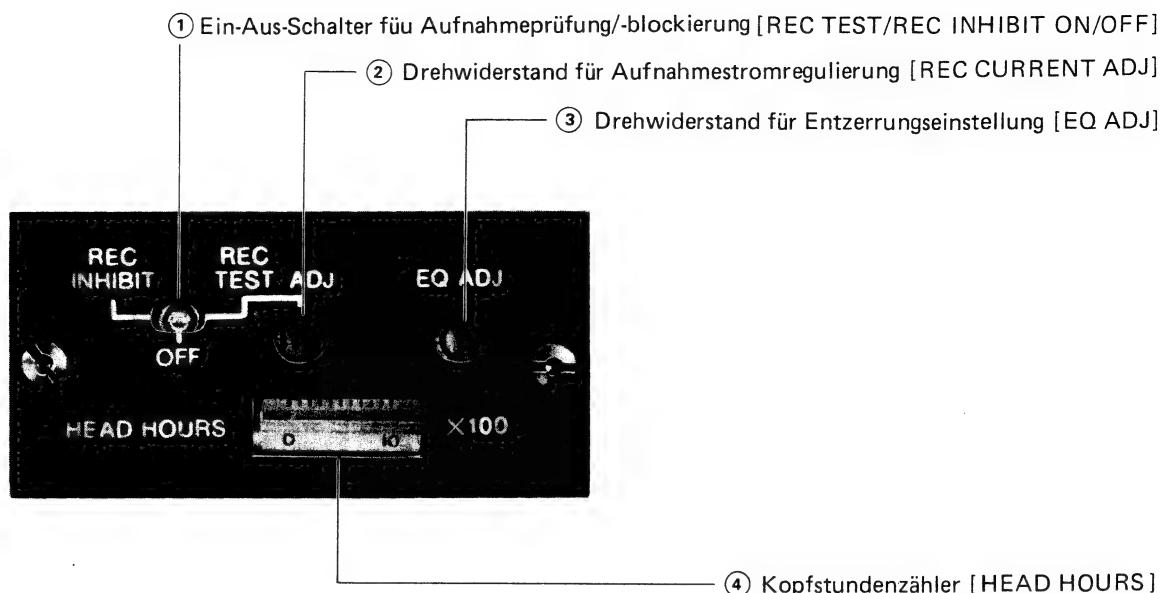 ① Ein-Aus-Schalter füu Aufnahmeprüfung/-blockierung [REC TEST/REC INHIBIT ON/OFF]
② Drehwiderstand für Aufnahmestromregulierung [REC CURRENT ADJ]
③ Drehwiderstand für Entzerrungseinstellung [EQ ADJ]
REC INHIBIT
REC TEST ADJ
EQ ADJ
OFF
HEAD HOURS
0 10
×100
④ Kopfstundenzähler [HEAD HOURS]